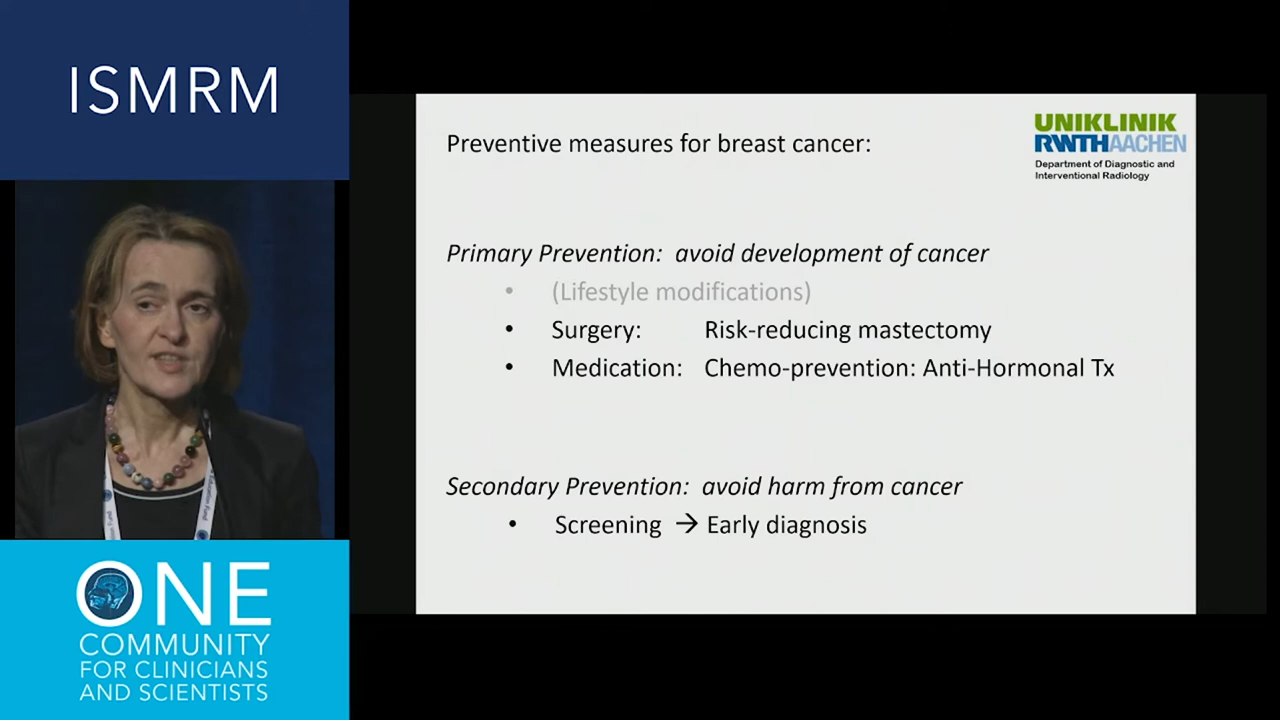 ISMRM
ONE
COMMUNITY
FOR CLINICIANS
AND SCIENTISTS
Preventive measures for breast cancer:
UNIKLINIK
RWTHAACHEN
Department of Diagnostic and
Interventional Radiology
Primary Prevention: avoid development of cancer
• (Lifestyle modifications)
• Surgery: Risk-reducing mastectomy
• Medication: Chemo-prevention: Anti-Hormonal Tx
Secondary Prevention: avoid harm from cancer
• Screening → Early diagnosis